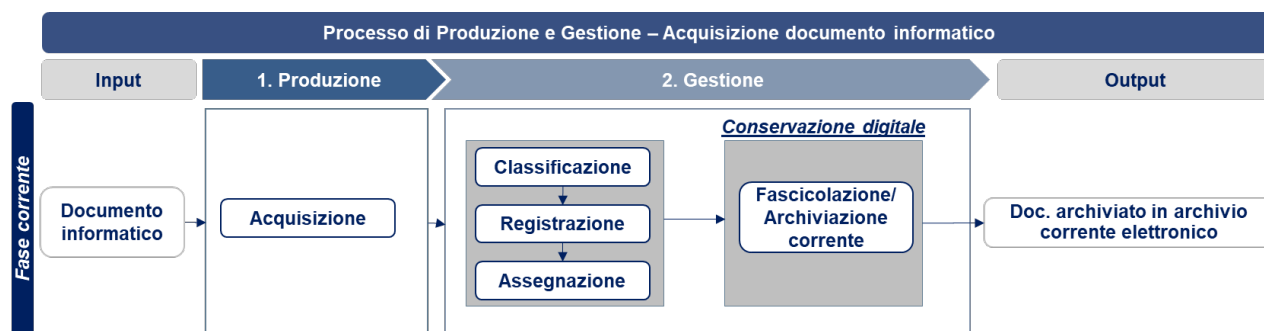 Processo di Produzione e Gestione – Acquisizione documento informatico
Input
1. Produzione
2. Gestione
Output
Fase corrente
Documento
informatico
Acquisizione
Classificazione
Registrazione
Assegnazione
Conservazione digitale
Fascicolazione/
Archiviazione
corrente
Doc. archiviato in archivio
corrente elettronico